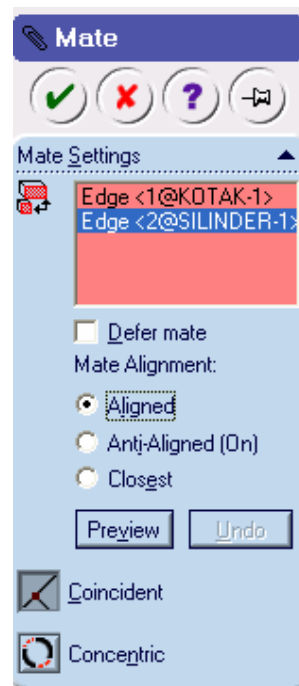 Mate
?
Mate Settings
Edge <1@KOTAK-1>
Edge <2@SILINDER-1>
Defer mate
Mate Alignment:
Aligned
Anti-Aligned (On)
Closest
Preview Undo
Coincident
Concentric